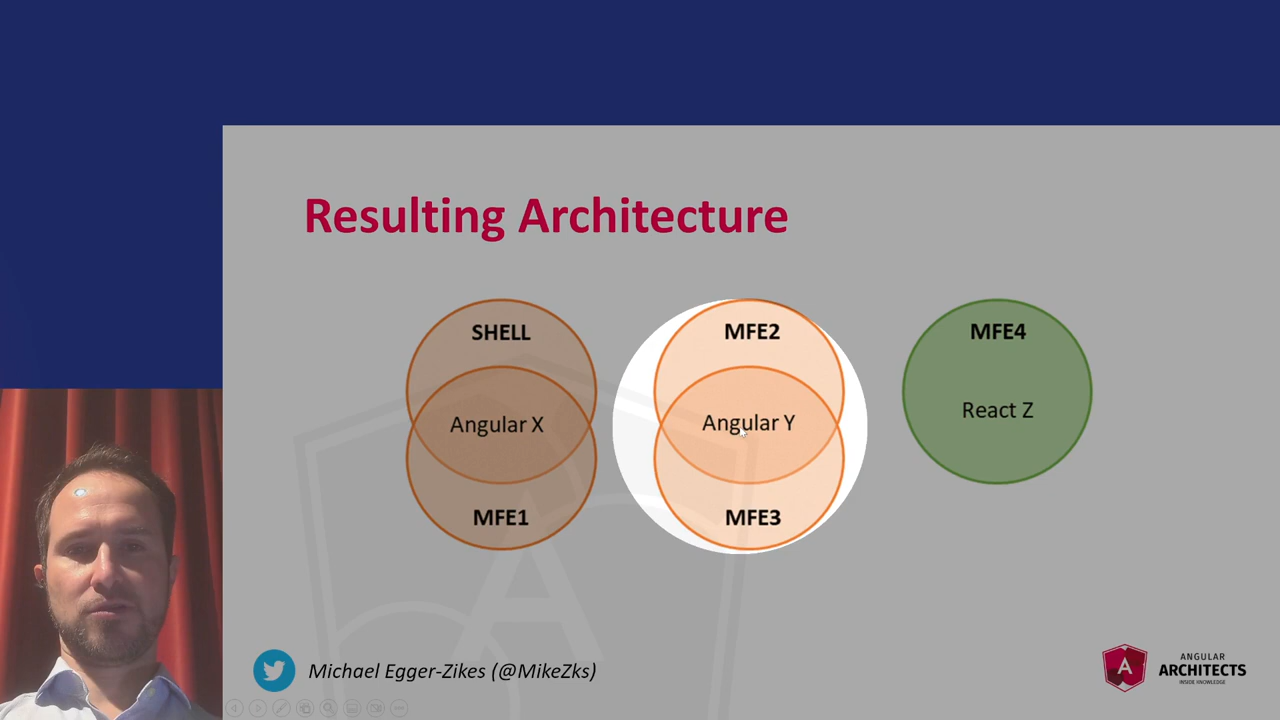 Resulting Architecture
SHELL
Angular X
MFE1
MFE2
Angular Y
MFE3
MFE4
React Z
Michael Egger-Zikes (@MikeZks)
A
ANGULAR
ARCHITECTS
INSIDE KNOWLEDGE